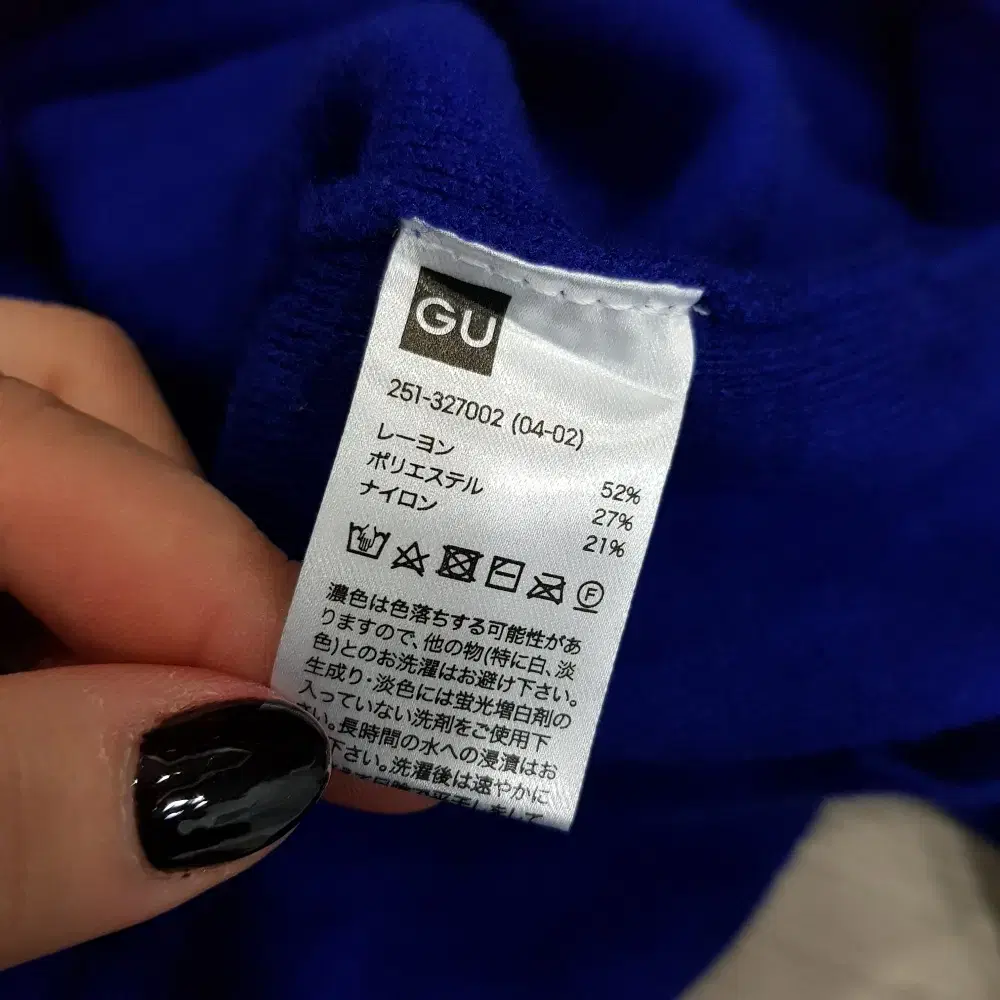 GU
251-327002 (04-02)
レーヨン 52%
ポリエステル 27%
ナイロン 21%
F
濃色は色落ちする可能性があ
りますので、他の物(特に白、淡
色)とのお洗濯はお避け下さい。
生成り・淡色には蛍光増白剤の
入っていない洗剤をご使用下
さい。長時間の水への浸漬はお
下さい。洗濯後は速やかに